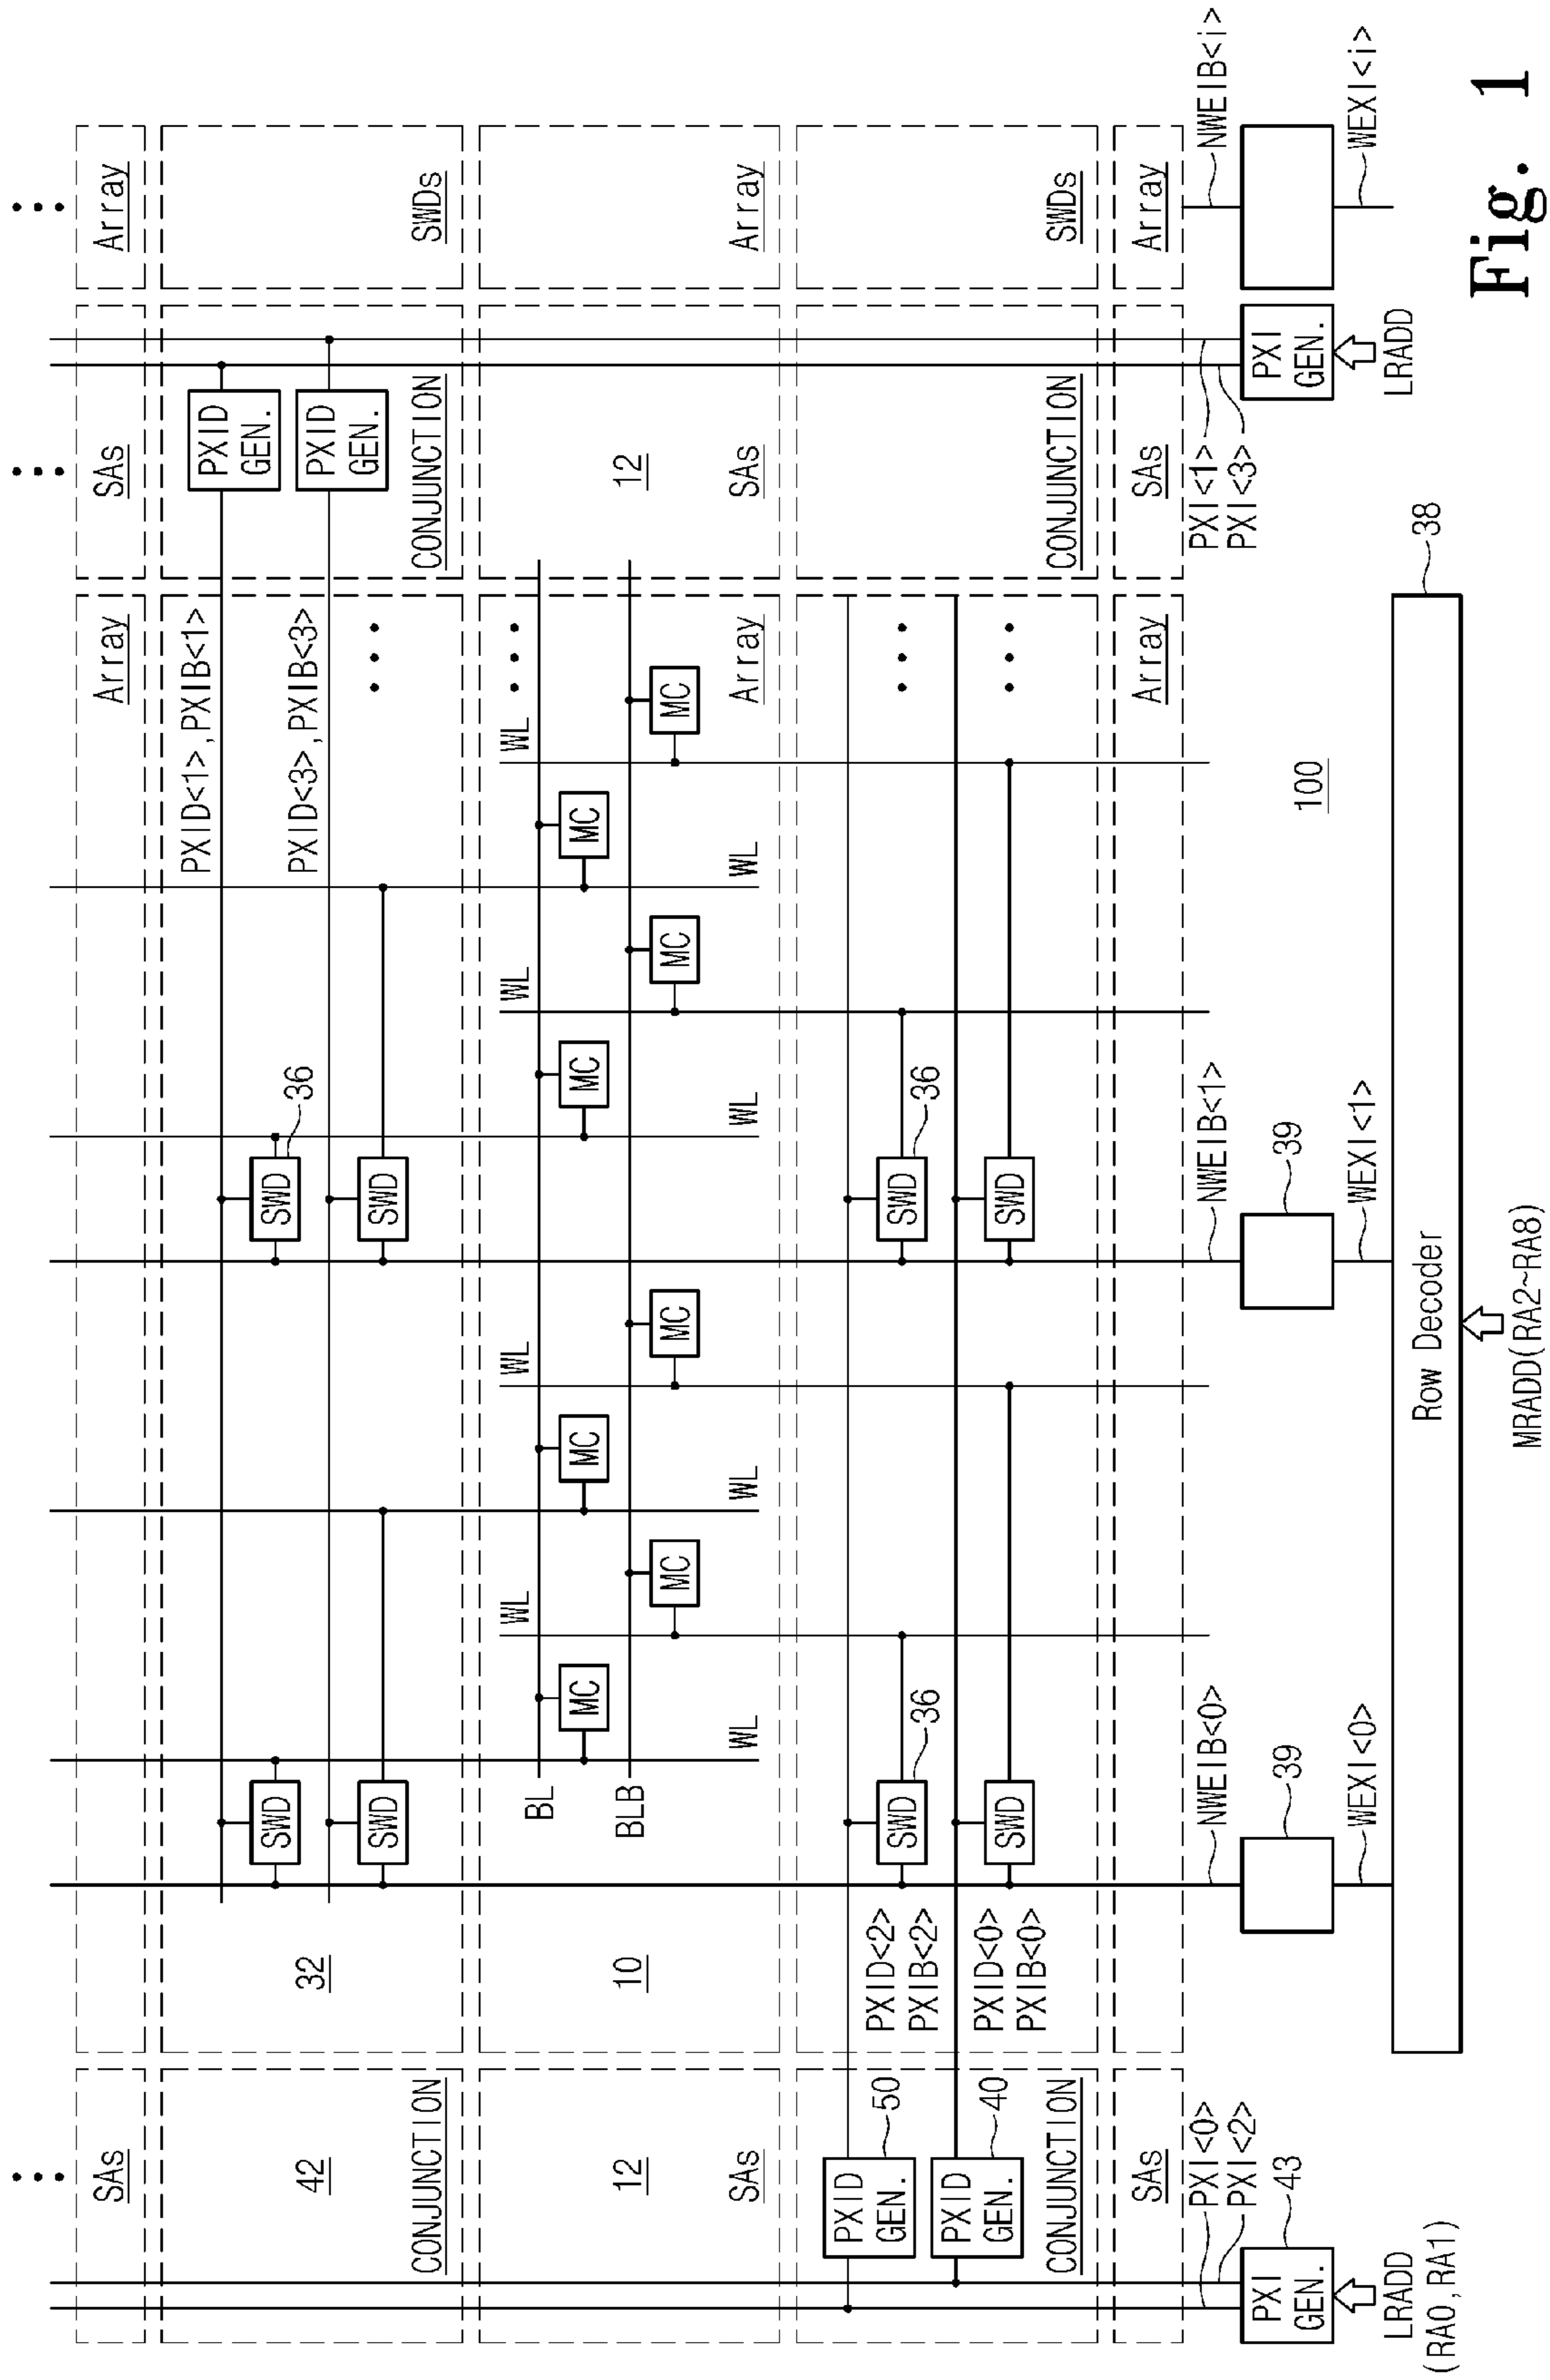 SAs
Array
SAs
Array
PXID<1>,PXIB<1>
PXID
GEN.
SWD
SWD
36
42
32
PXID<3>,PXIB<3>
PXID
GEN.
SWD
SWD
CONJUNCTION
CONJUNCTION
SWDs
WL
WL
WL
WL
BL
MC
MC
MC
MC
12
10
BLB
12
MC
MC
MC
MC
SAs
WL
WL
WL
WL
Array
SAs
Array
PXID
GEN.
50
PXID<2>
PXIB<2>
SWD
36
SWD
36
PXID
GEN.
40
PXID<0>
PXIB<0>
SWD
SWD
CONJUNCTION
CONJUNCTION
SWDs
SAs
Array
SAs
Array
PXI<0>
PXI<2>
NWEIB<0>
NWEIB<1>
PXI<1>
PXI<3>
NWEIB<i>
PXI
GEN.
43
39
39
100
PXI
GEN.
WEXI<0>
WEXI<1>
WEXI<i>
LRADD
(RA0,RA1)
LRADD
Row Decoder
38
MRADD(RA2~RA8)
Fig. 1